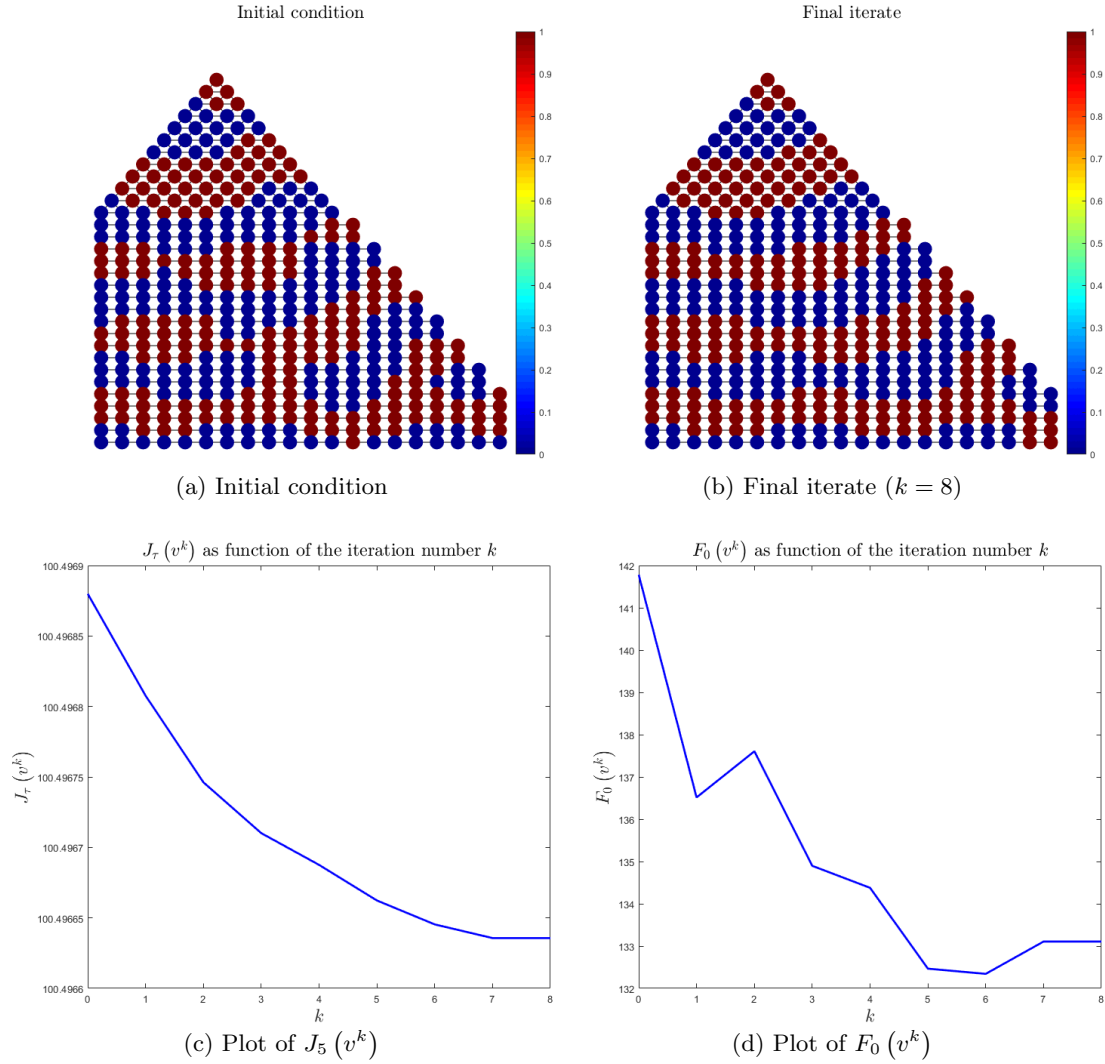 Initial condition
Final iterate
1
0.9
0.8
0.7
0.6
0.5
0.4
0.3
0.2
0.1
0
1
0.9
0.8
0.7
0.6
0.5
0.4
0.3
0.2
0.1
0
(a) Initial condition
(b) Final iterate (k = 8)
J_τ (v^k) as function of the iteration number k
100.4969
100.49685
100.4968
100.49675
100.4967
100.49665
100.4966
J_τ (v^k)
0 1 2 3 4 5 6 7 8
k
(c) Plot of J_5 (v^k)
F_0 (v^k) as function of the iteration number k
142
141
140
139
138
137
136
135
134
133
132
F_0 (v^k)
0 1 2 3 4 5 6 7 8
k
(d) Plot of F_0 (v^k)